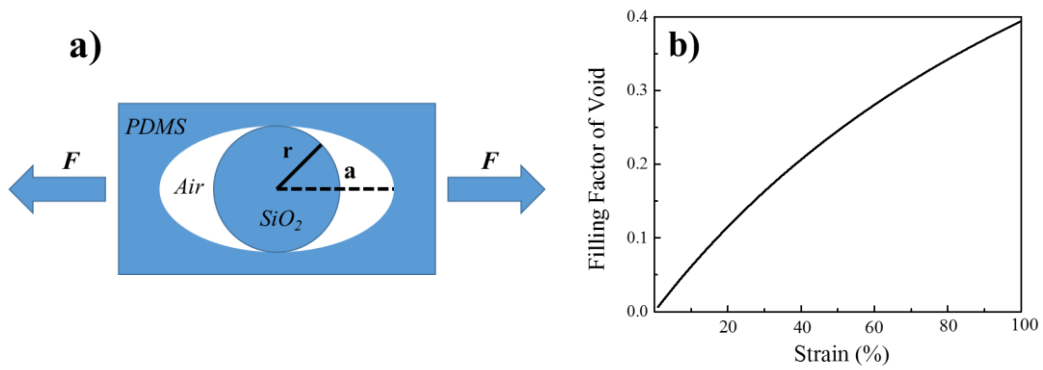 a)
PDMS
F
F
r
a
Air
SiO2
b)
Filling Factor of Void
0.4
0.3
0.2
0.1
0.0
20
40
60
80
100
Strain (%)